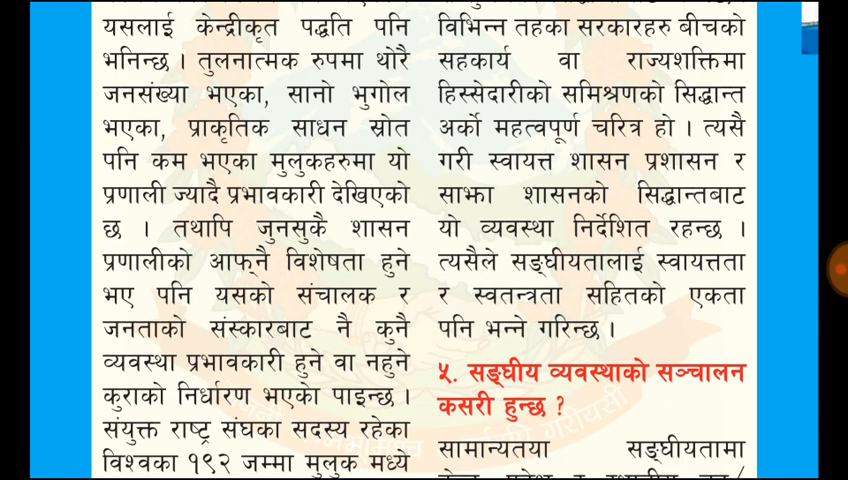 यसलाई केन्द्रीकृत पद्धति पनि
भनिन्छ । तुलनात्मक रुपमा थोरै
जनसंख्या भएका, सानो भुगोल
भएका, प्राकृतिक साधन स्रोत
पनि कम भएका मुलुकहरुमा यो
प्रणाली ज्यादै प्रभावकारी देखिएको
छ । तथापि जुनसुकै शासन
प्रणालीको आफ्‌नै विशेषता हुने
भए पनि यसको संचालक र
जनताको संस्कारबाट नै कुनै
व्यवस्था प्रभावकारी हुने वा नहुने
कुराको निर्धारण भएको पाइन्छ ।
संयुक्त राष्ट्र संघका सदस्य रहेका
विश्वका १९२ जम्मा मुलुक मध्ये
विभिन्न तहका सरकारहरु बीचको
सहकार्य वा राज्यशक्तिमा
हिस्सेदारीको समिश्रणको सिद्धान्त
अर्को महत्वपूर्ण चरित्र हो । त्यसै
गरी स्वायत्त शासन प्रशासन र
साझा शासनको सिद्धान्तबाट
यो व्यवस्था निर्देशित रहन्छ ।
त्यसैले सङ्घीयतालाई स्वायत्तता
र स्वतन्त्रता सहितको एकता
पनि भन्ने गरिन्छ ।
५. सङ्घीय व्यवस्थाको सञ्चालन
कसरी हुन्छ ?
सामान्यतया सङ्घीयतामा